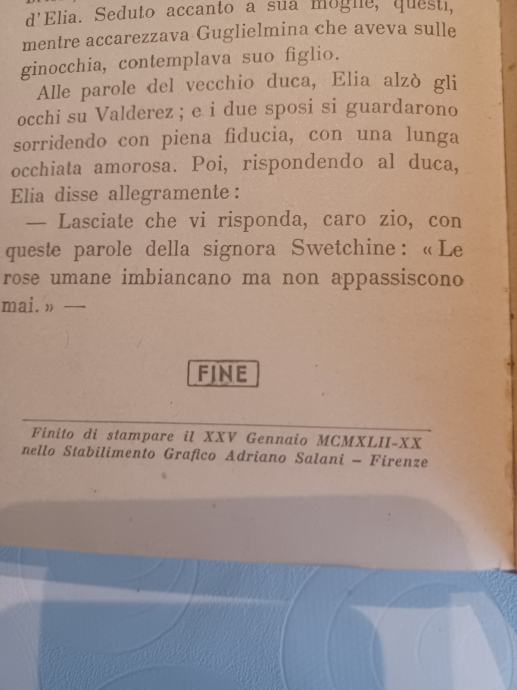 d'Elia. Seduto accanto a sua moglie, questi,
mentre accarezzava Guglielmina che aveva sulle
ginocchia, contemplava suo figlio.
Alle parole del vecchio duca, Elia alzò gli
occhi su Valderez; e i due sposi si guardarono
sorridendo con piena fiducia, con una lunga
occhiata amorosa. Poi, rispondendo al duca,
Elia disse allegramente:
— Lasciate che vi risponda, caro zio, con
queste parole della signora Swetchine: « Le
rose umane imbiancano ma non appassiscono
mai. » —
FINE
Finito di stampare il XXV Gennaio MCMXLII-XX
nello Stabilimento Grafico Adriano Salani – Firenze